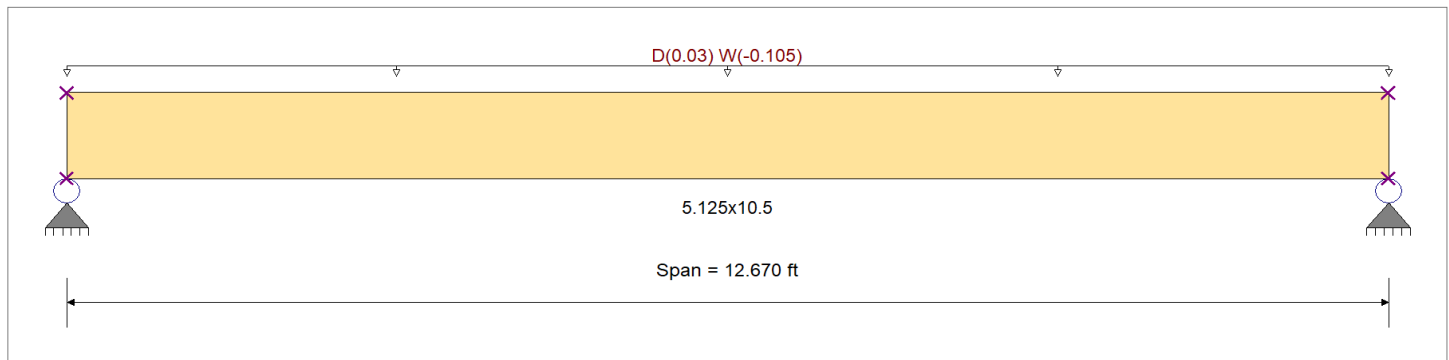 D(0.03) W(-0.105)
5.125x10.5
Span = 12.670 ft